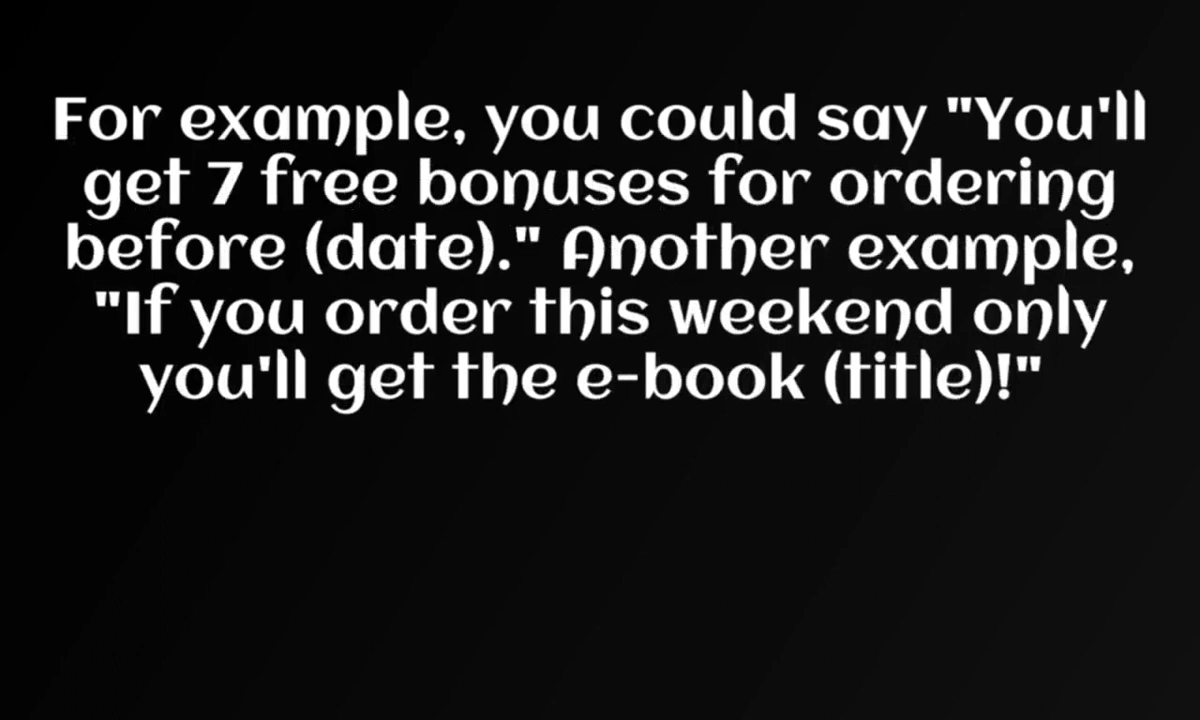 For example, you could say "You'll
get 7 free bonuses for ordering
before (date)." Another example,
"If you order this weekend only
you'll get the e-book (title)!"